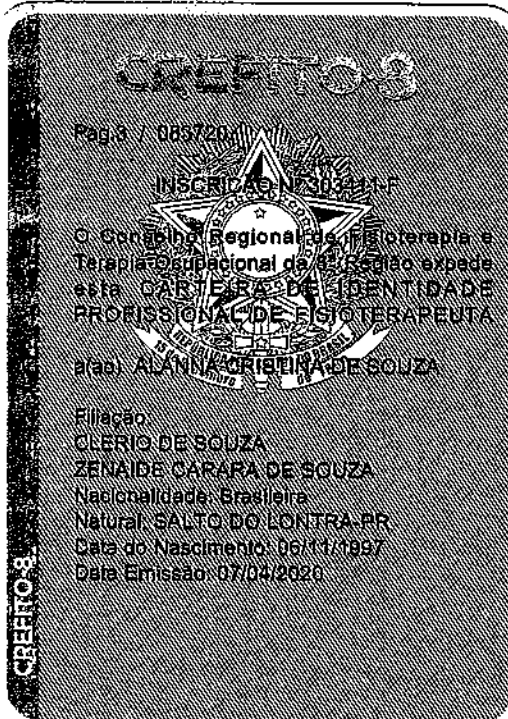 CREFITO-8
Pág.3 / 085720
INSCRIÇÃO Nº 303411-F
O Conselho Regional de Fisioterapia e
Terapia Ocupacional da 8ª Região expede
esta CARTEIRA DE IDENTIDADE
PROFISSIONAL DE FISIOTERAPEUTA
a(ao) ALANNA CRISTINA DE SOUZA
Filiação:
CLERIO DE SOUZA
ZENAIDE CARARA DE SOUZA
Nacionalidade: Brasileira
Natural: SALTO DO LONTRA-PR
Data do Nascimento: 06/11/1997
Data Emissão: 07/04/2020
CREFITO-8